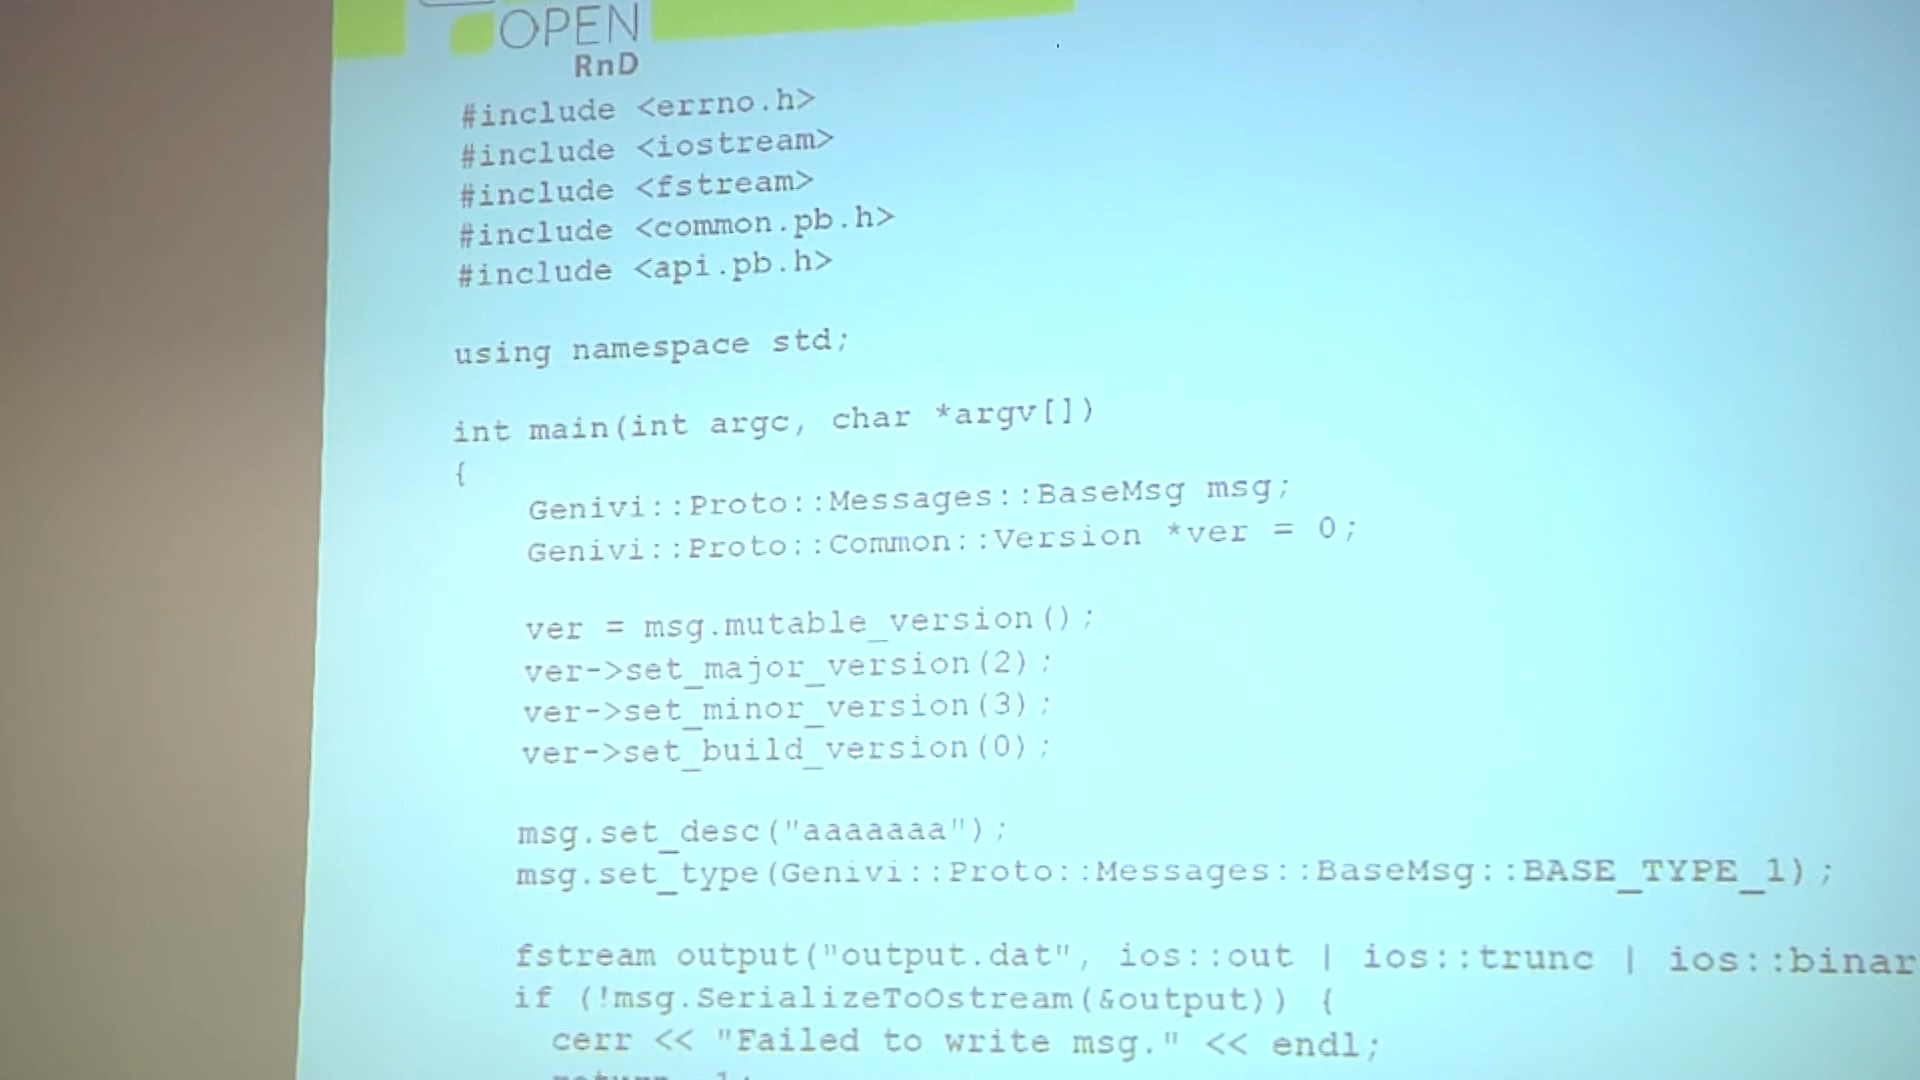 OPEN
RnD
#include <errno.h>
#include <iostream>
#include <fstream>
#include <common.pb.h>
#include <api.pb.h>
using namespace std;
int main(int argc, char *argv[])
{
Genivi::Proto::Messages::BaseMsg msg;
Genivi::Proto::Common::Version *ver = 0;
ver = msg.mutable_version();
ver->set_major_version(2);
ver->set_minor_version(3);
ver->set_build_version(0);
msg.set_desc("aaaaaaa");
msg.set_type(Genivi::Proto::Messages::BaseMsg::BASE_TYPE_1);
fstream output("output.dat", ios::out | ios::trunc | ios::binar
if (!msg.SerializeToOstream(&output)) {
cerr << "Failed to write msg." << endl;